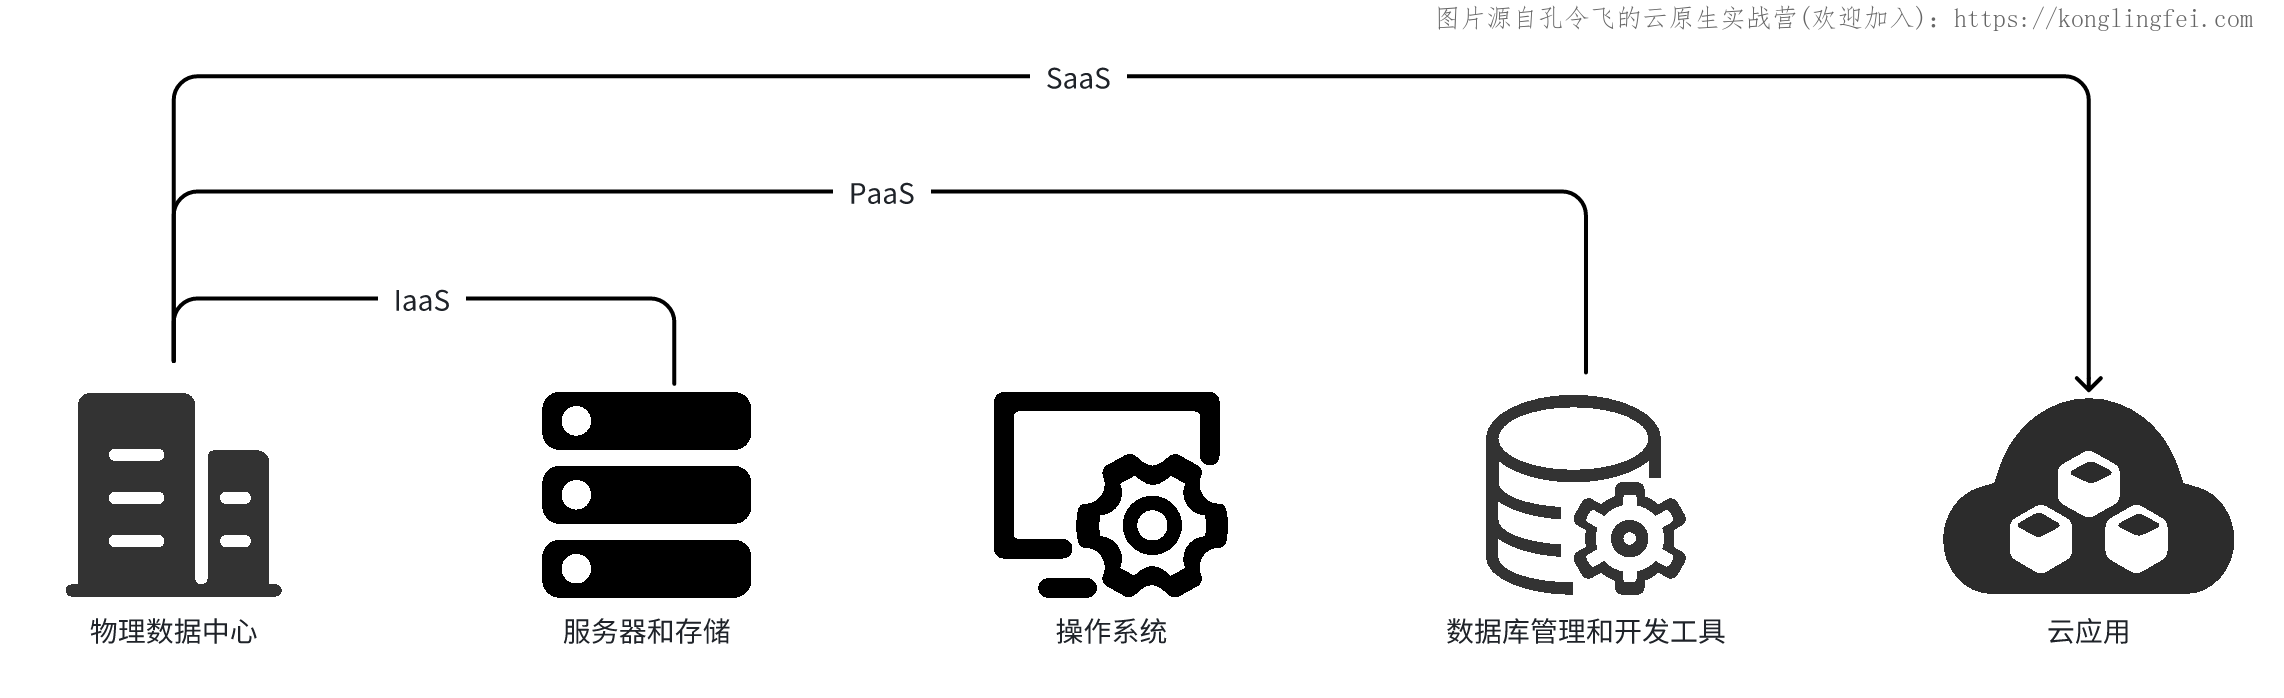 图片源自孔令飞的云原生实战营(欢迎加入)：https://konglingfei.com
SaaS
PaaS
IaaS
物理数据中心
服务器和存储
操作系统
数据库管理和开发工具
云应用